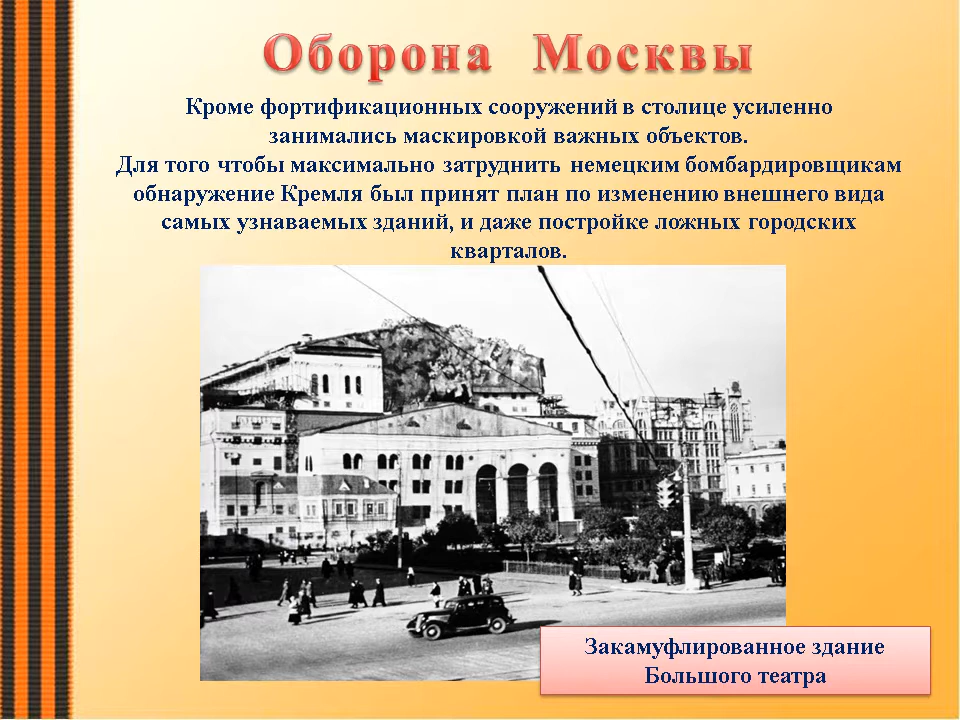 Оборона Москвы
Кроме фортификационных сооружений в столице усиленно
занимались маскировкой важных объектов.
Для того чтобы максимально затруднить немецким бомбардировщикам
обнаружение Кремля был принят план по изменению внешнего вида
самых узнаваемых зданий, и даже постройке ложных городских
кварталов.
Закамуфлированное здание
Большого театра